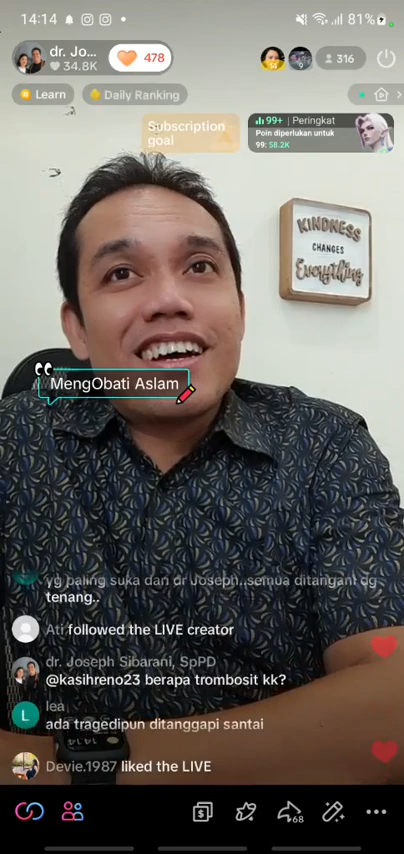 14:14
81%
dr. Jo...
34.8K
478
14
9
316
Learn
Daily Ranking
Subscription
goal
99+ | Peringkat
Poin diperlukan untuk
99: 58.2K
KINDNESS
CHANGES
Everything
MengObati Aslam
yg paling suka dari dr Joseph..semua ditangani dg
tenang..
Ati followed the LIVE creator
dr. Joseph Sibarani, SpPD
@kasihreno23 berapa trombosit kk?
L
lea
ada tragedipun ditanggapi santai
Devie.1987 liked the LIVE
68